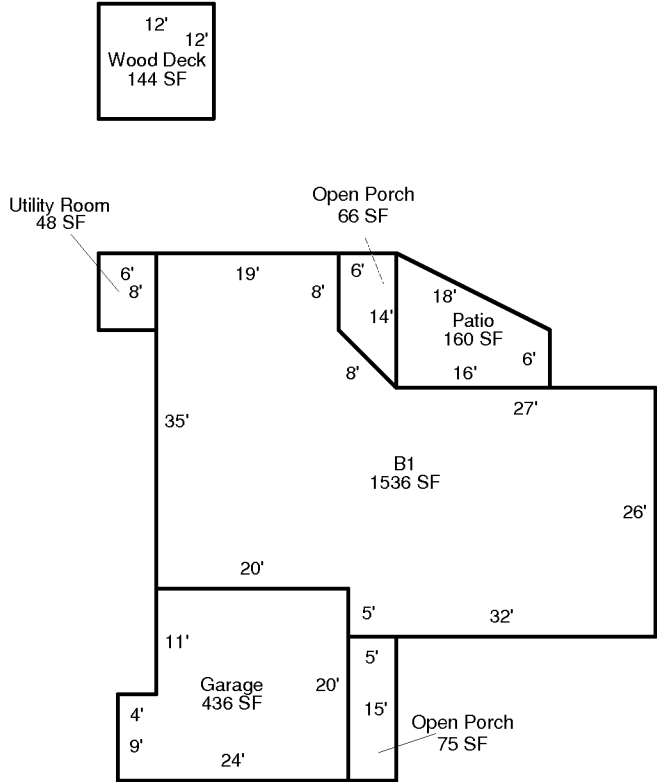 12'
12'
Wood Deck
144 SF
Utility Room
48 SF
Open Porch
66 SF
6'
8'
19'
8'
6'
14'
18'
Patio
160 SF
6'
16'
8'
27'
35'
B1
1536 SF
26'
20'
5'
32'
11'
5'
Garage
436 SF
20'
15'
4'
9'
24'
Open Porch
75 SF